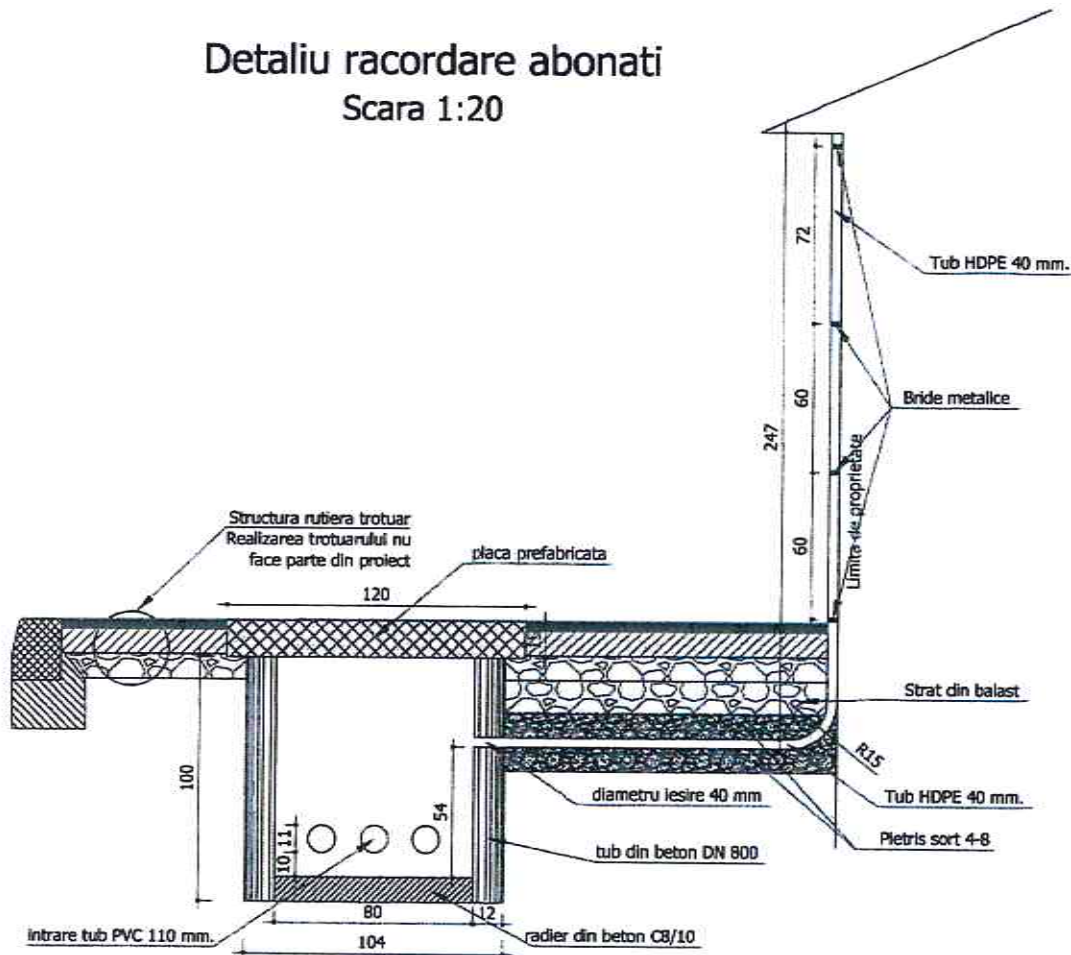 Detaliu racordare abonati
Scara 1:20
72
Tub HDPE 40 mm.
60
Bride metalice
247
Limita de proprietate
60
Structura rutiera trotuar
Realizarea trotuarului nu
face parte din proiect
placa prefabricata
120
15
Strat din balast
100
R15
54
diametru iesire 40 mm
Tub HDPE 40 mm.
11
10
tub din beton DN 800
Pietris sort 4-8
80
12
intrare tub PVC 110 mm.
radier din beton C8/10
104